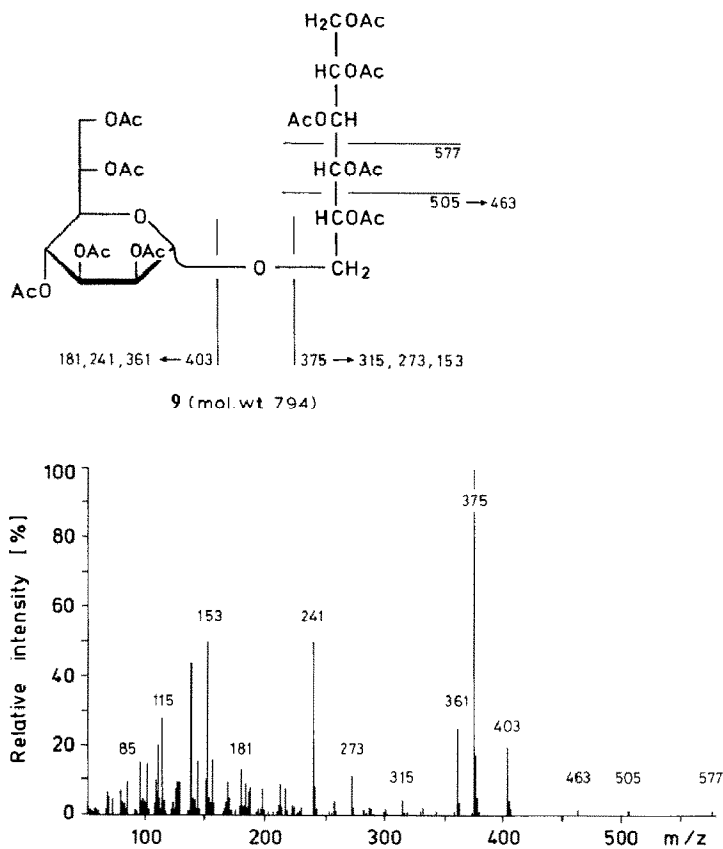 H₂COAc
HCOAc
AcOCH
577
HCOAc
505 → 463
HCOAc
CH₂
OAc
OAc
O
OAc
OAc
AcO
O
181, 241, 361 ← 403
375 → 315, 273, 153
9 (mol. wt 794)
Relative intensity [%]
100
80
60
40
20
0
85
115
153
181
241
273
315
361
375
403
463
505
577
100
200
300
400
500
m/z